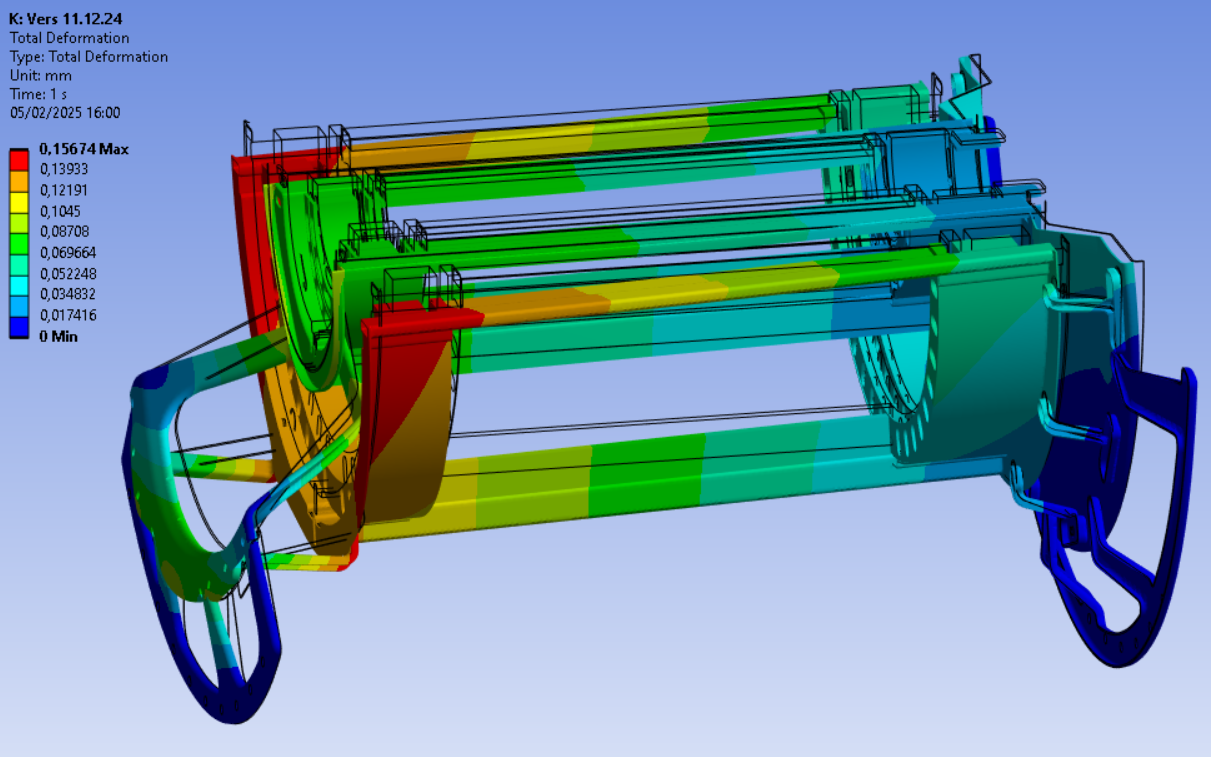 K: Vers 11.12.24
Total Deformation
Type: Total Deformation
Unit: mm
Time: 1 s
05/02/2025 16:00
0,15674 Max
0,13933
0,12191
0,1045
0,08708
0,069664
0,052248
0,034832
0,017416
0 Min